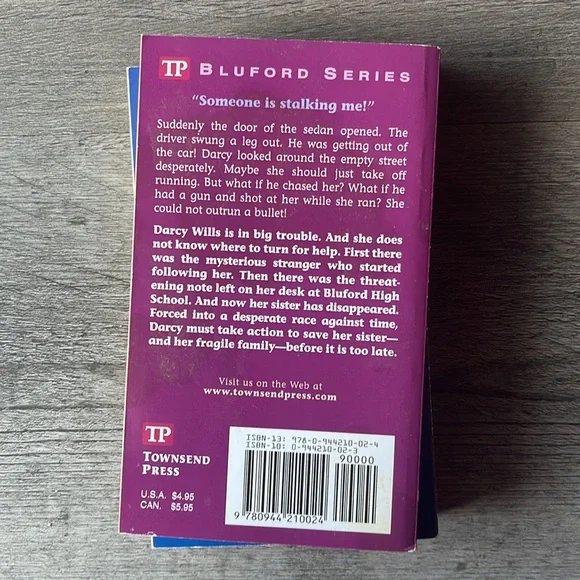 TP BLUFORD SERIES
"Someone is stalking me!"
Suddenly the door of the sedan opened. The
driver swung a leg out. He was getting out of
the car! Darcy looked around the empty street
desperately. Maybe she should just take off
running. But what if he chased her? What if he
had a gun and shot at her while she ran? She
could not outrun a bullet!
Darcy Wills is in big trouble. And she does
not know where to turn for help. First there
was the mysterious stranger who started
following her. Then there was the threat-
ening note left on her desk at Bluford High
School. And now her sister has disappeared.
Forced into a desperate race against time,
Darcy must take action to save her sister—
and her fragile family—before it is too late.
Visit us on the Web at
www.townsendpress.com
TP
TOWNSEND
PRESS
U.S.A. $4.95
CAN. $5.95
ISBN-13: 978-0-944210-02-4
ISBN-10: 0-944210-02-3
90000
9 780944 210024